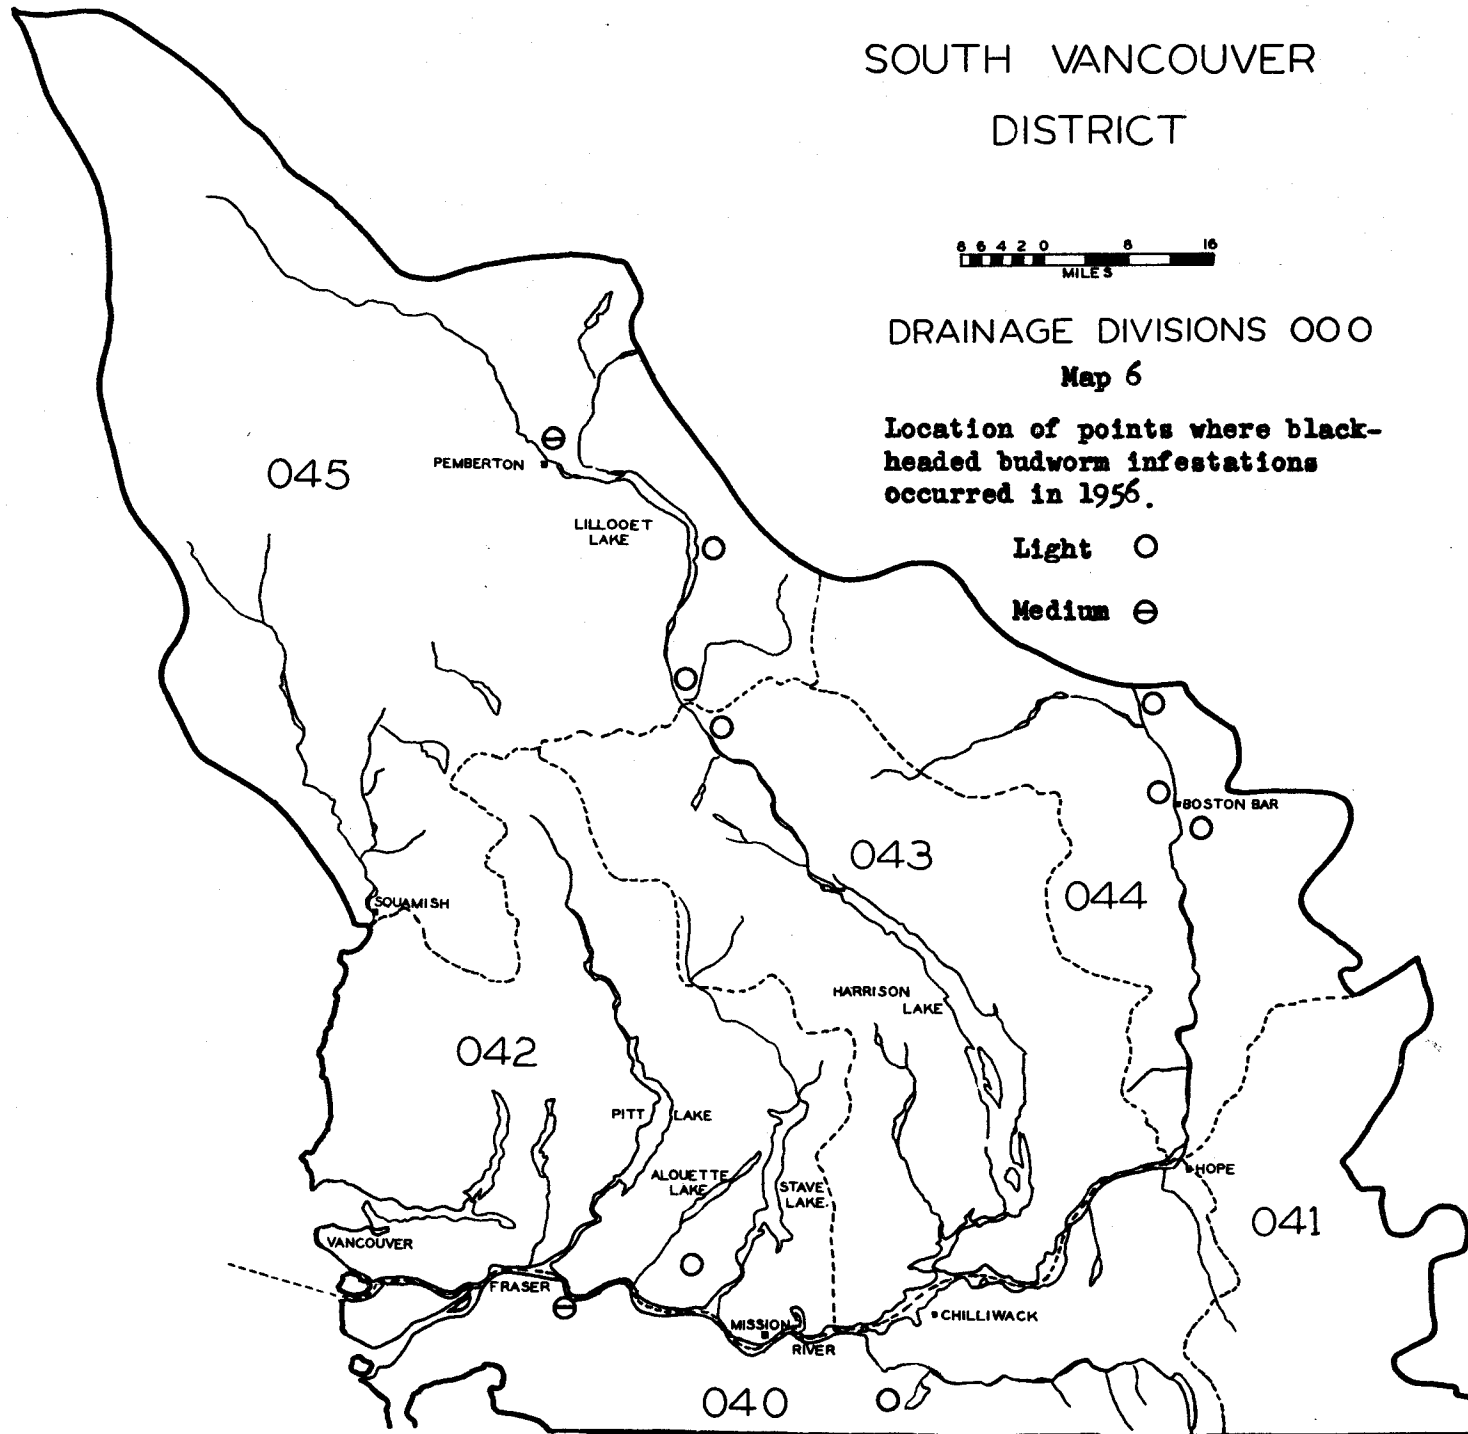 SOUTH VANCOUVER
DISTRICT
8 6 4 2 0 8 16
MILES
DRAINAGE DIVISIONS 000
Map 6
Location of points where black-
headed budworm infestations
occurred in 1956.
Light
Medium
045
PEMBERTON
LILLOOET
LAKE
BOSTON BAR
043
044
SQUAMISH
HARRISON
LAKE
042
PITT LAKE
ALOUETTE
LAKE
STAVE
LAKE
HOPE
041
VANCOUVER
FRASER
MISSION
RIVER
CHILLIWACK
040